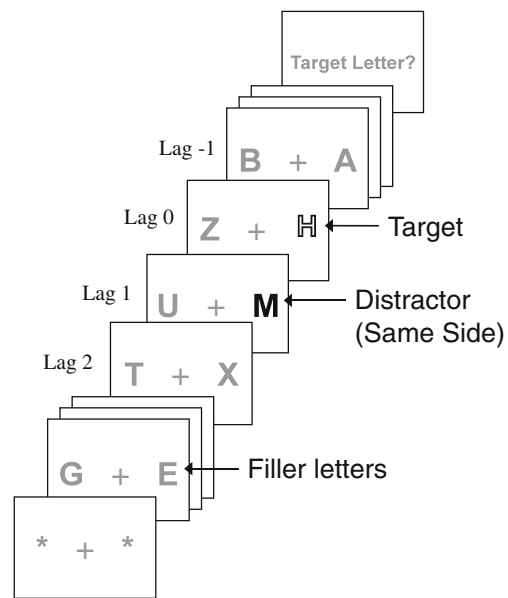 Target Letter?
Lag -1
B + A
Lag 0
Z + H
Target
Lag 1
U + M
Distractor
(Same Side)
Lag 2
T + X
G + E
Filler letters
* + *